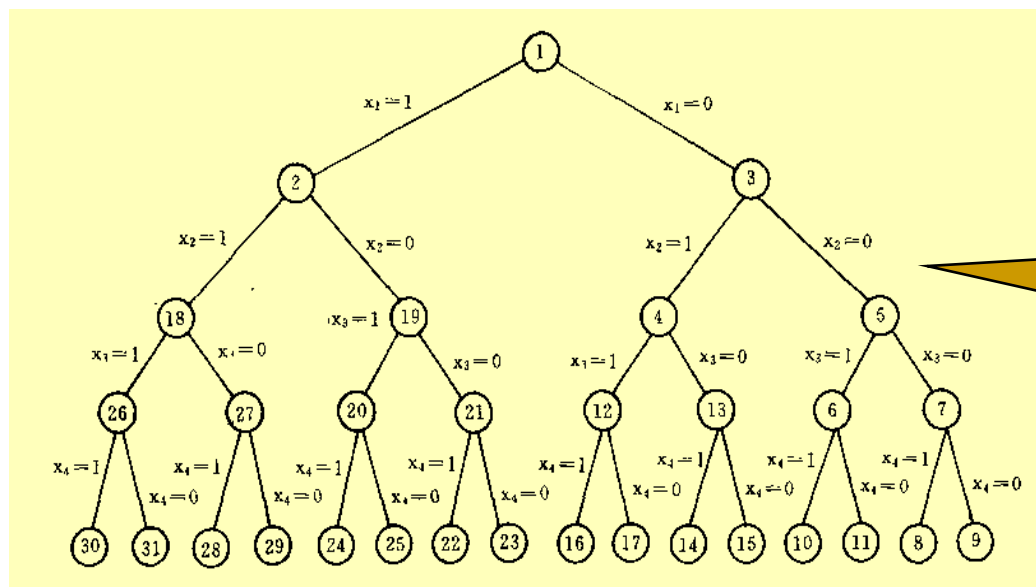 1
x₁=1 x₁=0
2 3
x₂=1 x₂=0 x₂=1 x₂=0
18 19 4 5
x₃=1 x₃=0 x₃=1 x₃=0 x₃=1 x₃=0 x₃=1 x₃=0
26 27 20 21 12 13 6 7
x₄=1 x₄=0 x₄=1 x₄=0 x₄=1 x₄=0 x₄=1 x₄=0 x₄=1 x₄=0 x₄=1 x₄=0 x₄=1 x₄=0 x₄=1 x₄=0
30 31 28 29 24 25 22 23 16 17 14 15 10 11 8 9